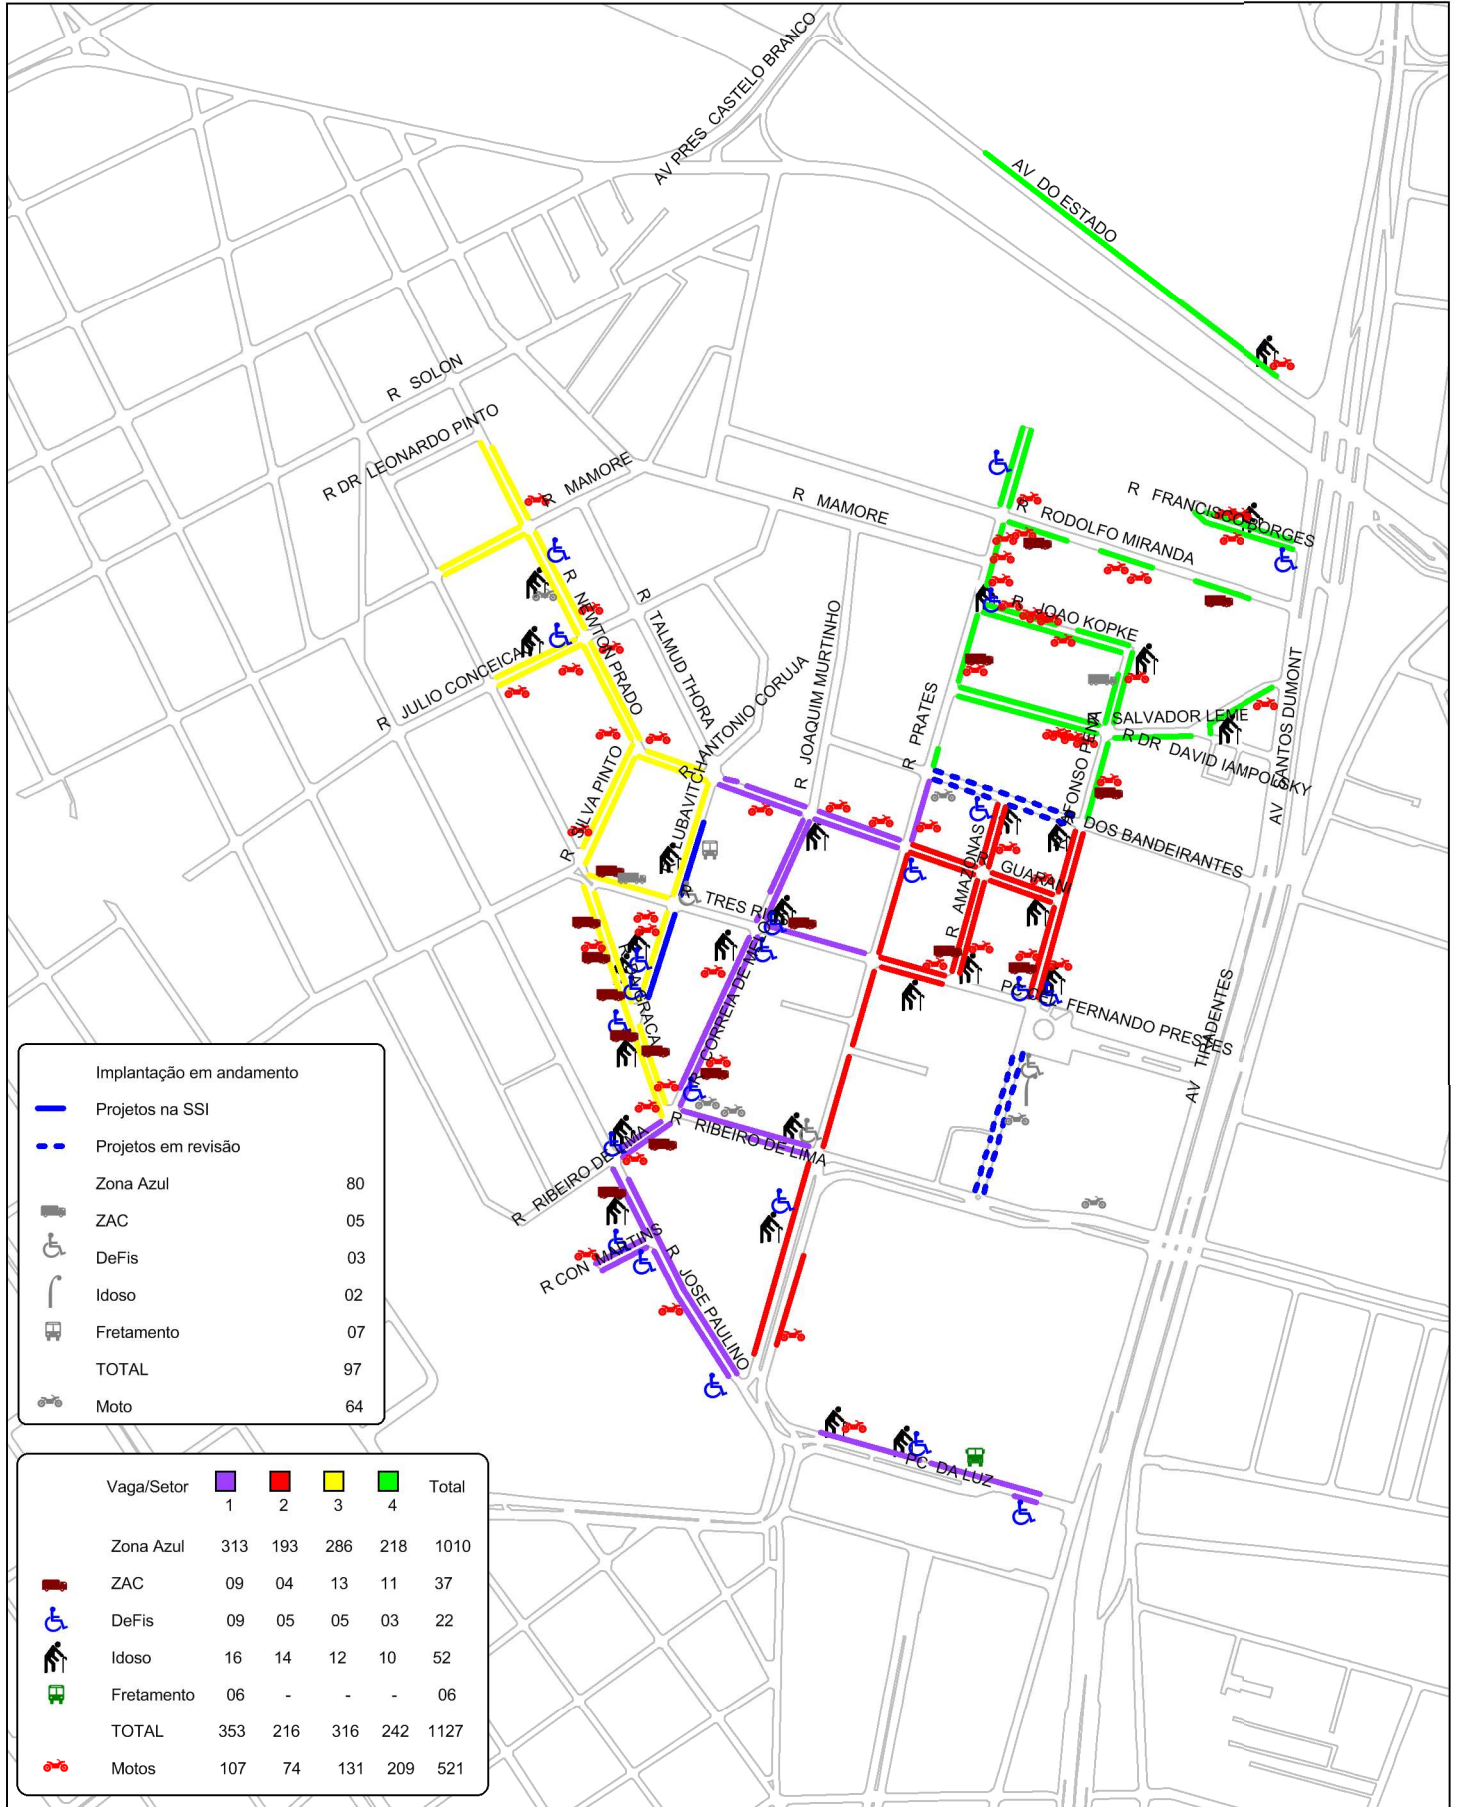 AV PRES CASTELO BRANCO
AV DO ESTADO
R SOLON
R DR LEONARDO PINTO
R MAMORE
R MAMORE
R FRANCISCO BORGES
R RODOLFO MIRANDA
R NEWTON PRADO
R TALMUD THORA
R JOAO KOPKE
R JOAQUIM MURTINHO
R JULIO CONCEICA
R ANTONIO CORUJA
R PRATES
AV SANTOS DUMONT
R SALVADOR LEME
R DR DAVID IAMPOLSKY
AFONSO PENA
R SILVA PINTO
LUBAVITCH
DOS BANDEIRANTES
R AMAZONAS
R GUARANI
R TRES RIOS
R DA GRACA
R CORREIA DE MELO
PC CEL FERNANDO PRESTES
AV TIRADENTES
R RIBEIRO DE LIMA
R RIBEIRO DE LIMA
R CON MARTINS
R JOSE PAULINO
PC DA LUZ
Implantação em andamento
Projetos na SSI
Projetos em revisão
Zona Azul 80
ZAC 05
DeFis 03
Idoso 02
Fretamento 07
TOTAL 97
Moto 64
Vaga/Setor 1 2 3 4 Total
Zona Azul 313 193 286 218 1010
ZAC 09 04 13 11 37
DeFis 09 05 05 03 22
Idoso 16 14 12 10 52
Fretamento 06 - - - 06
TOTAL 353 216 316 242 1127
Motos 107 74 131 209 521